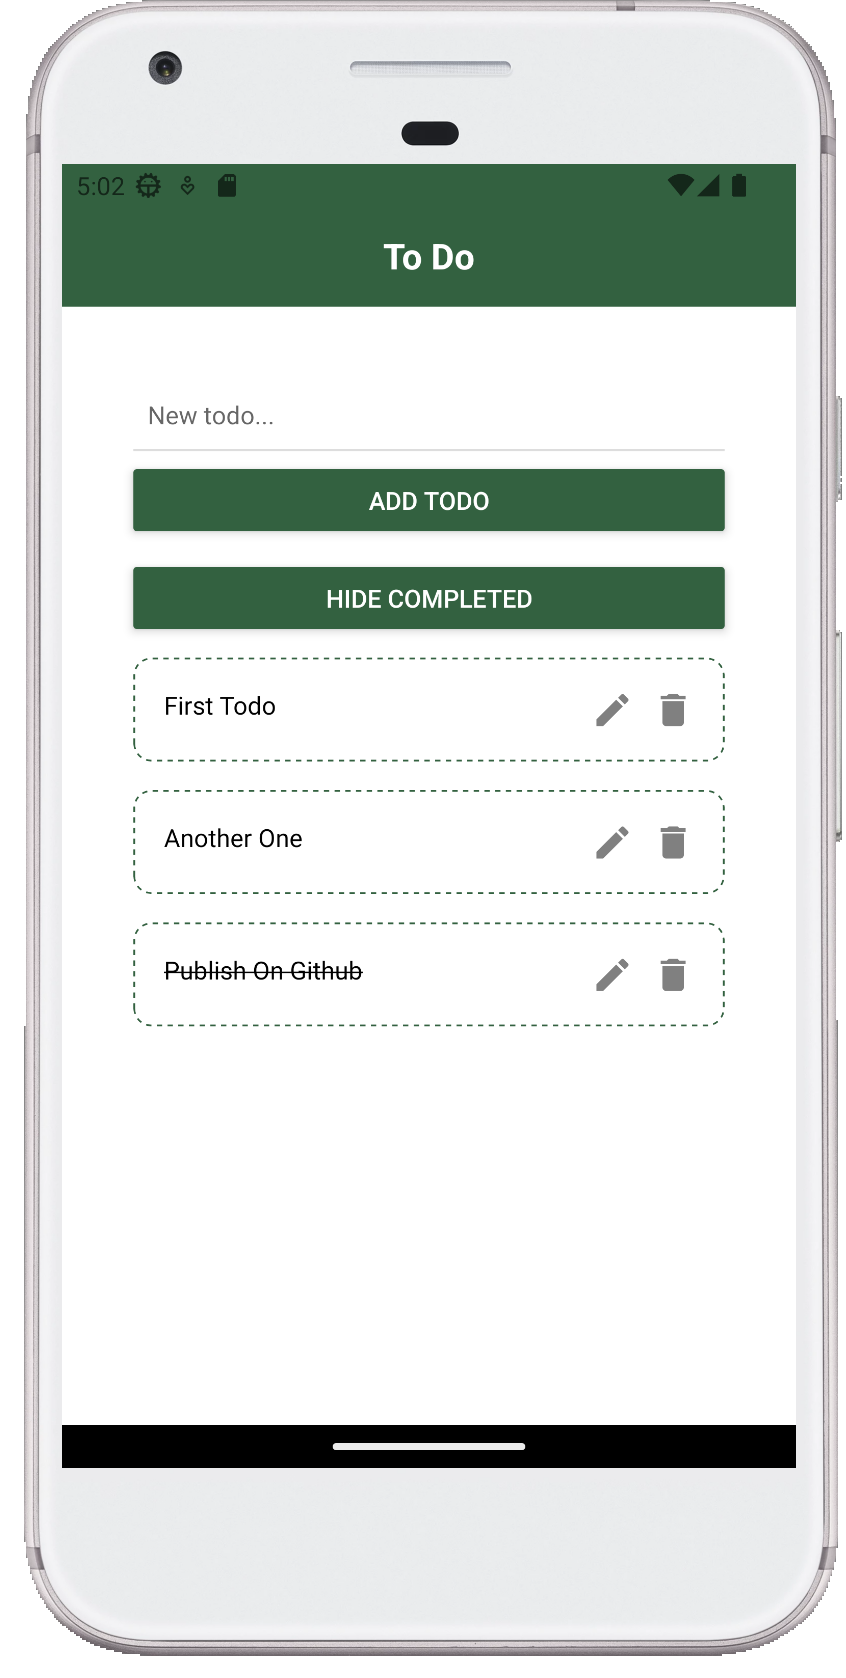 5:02
To Do
New todo...
ADD TODO
HIDE COMPLETED
First Todo
Another One
Publish On Github